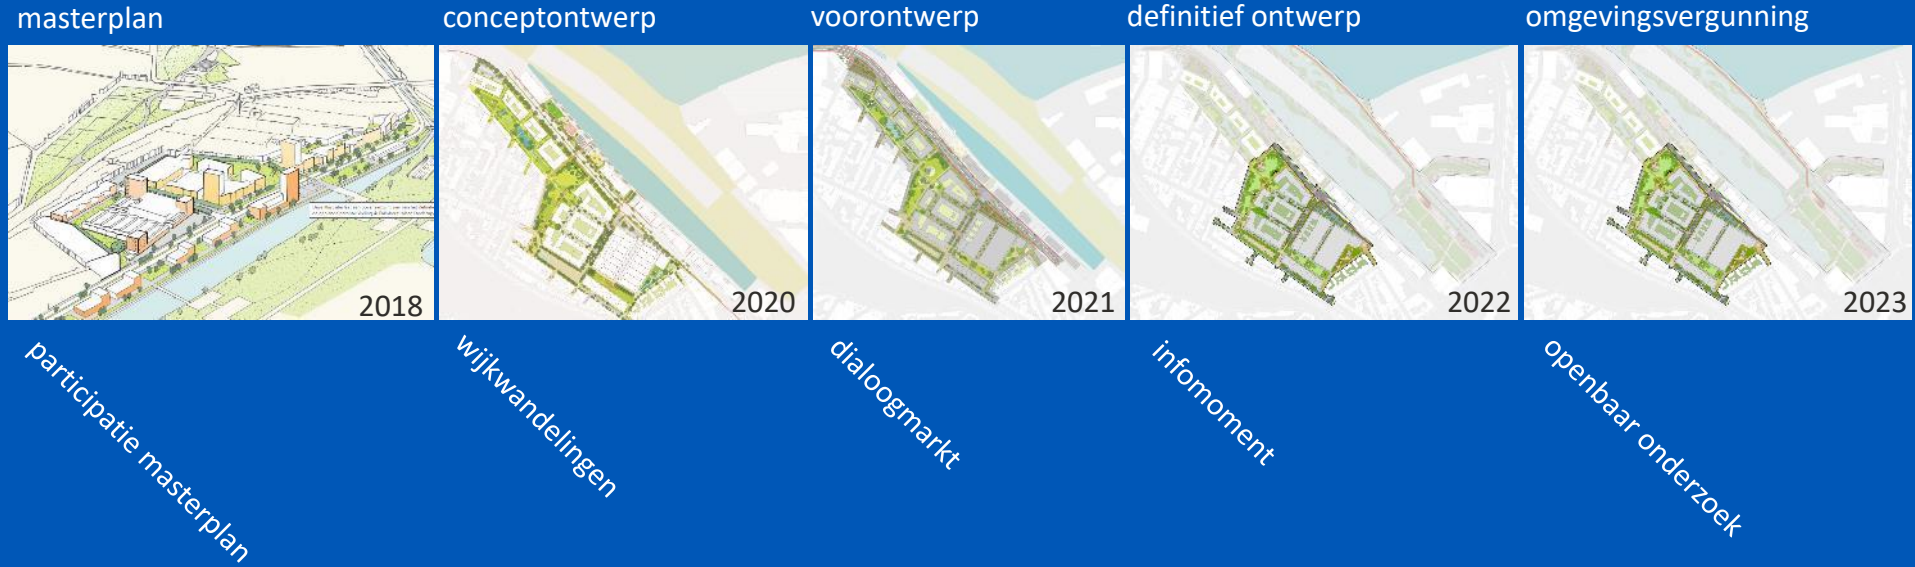 masterplan
conceptontwerp
voorontwerp
definitief ontwerp
omgevingsvergunning
2018
2020
2021
2022
2023
participatie masterplan
wijkwandelingen
dialoogmarkt
infomoment
openbaar onderzoek